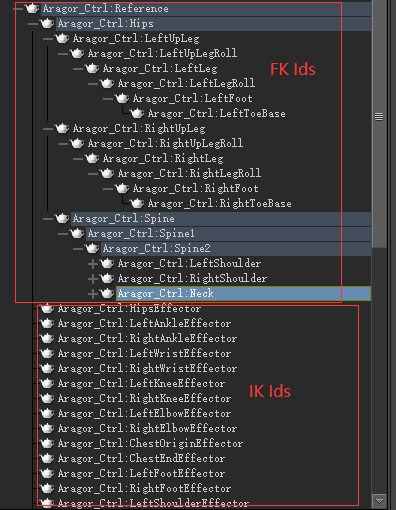 Aragor_Ctrl:Reference
Aragor_Ctrl:Hips
Aragor_Ctrl:LeftUpLeg
Aragor_Ctrl:LeftUpLegRoll
Aragor_Ctrl:LeftLeg
FK Ids
Aragor_Ctrl:LeftLegRoll
Aragor_Ctrl:LeftFoot
Aragor_Ctrl:LeftToeBase
Aragor_Ctrl:RightUpLeg
Aragor_Ctrl:RightUpLegRoll
Aragor_Ctrl:RightLeg
Aragor_Ctrl:RightLegRoll
Aragor_Ctrl:RightFoot
Aragor_Ctrl:RightToeBase
Aragor_Ctrl:Spine
Aragor_Ctrl:Spine1
Aragor_Ctrl:Spine2
Aragor_Ctrl:LeftShoulder
Aragor_Ctrl:RightShoulder
Aragor_Ctrl:Neck
Aragor_Ctrl:HipsEffector
Aragor_Ctrl:LeftAnkleEffector
Aragor_Ctrl:RightAnkleEffector
Aragor_Ctrl:LeftWristEffector
Aragor_Ctrl:RightWristEffector
Aragor_Ctrl:LeftKneeEffector
IK Ids
Aragor_Ctrl:RightKneeEffector
Aragor_Ctrl:LeftElbowEffector
Aragor_Ctrl:RightElbowEffector
Aragor_Ctrl:ChestOriginEffector
Aragor_Ctrl:ChestEndEffector
Aragor_Ctrl:LeftFootEffector
Aragor_Ctrl:RightFootEffector
Aragor_Ctrl:LeftShoulderEffector